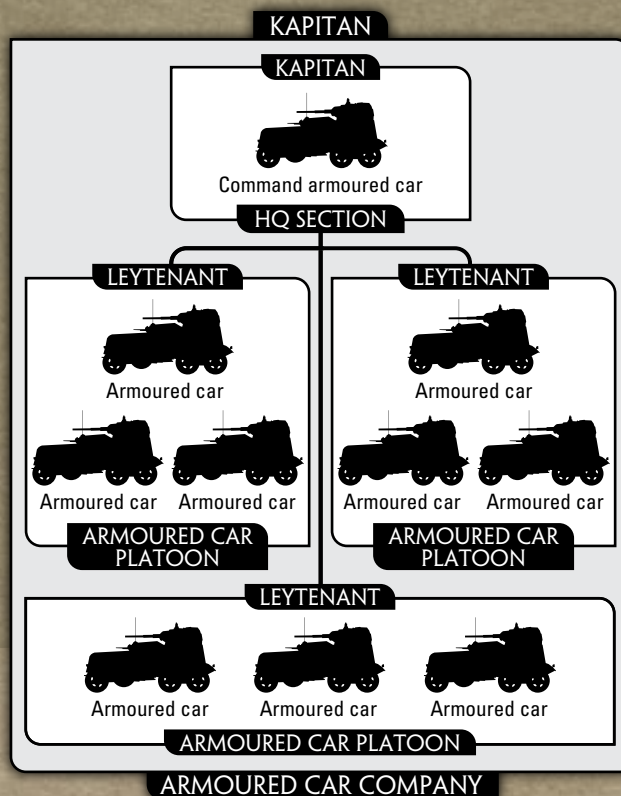 KAPITAN
KAPITAN
Command armoured car
HQ SECTION
LEYTENANT
Armoured car
Armoured car Armoured car
ARMOURED CAR
PLATOON
LEYTENANT
Armoured car
Armoured car Armoured car
ARMOURED CAR
PLATOON
LEYTENANT
Armoured car Armoured car Armoured car
ARMOURED CAR PLATOON
ARMOURED CAR COMPANY